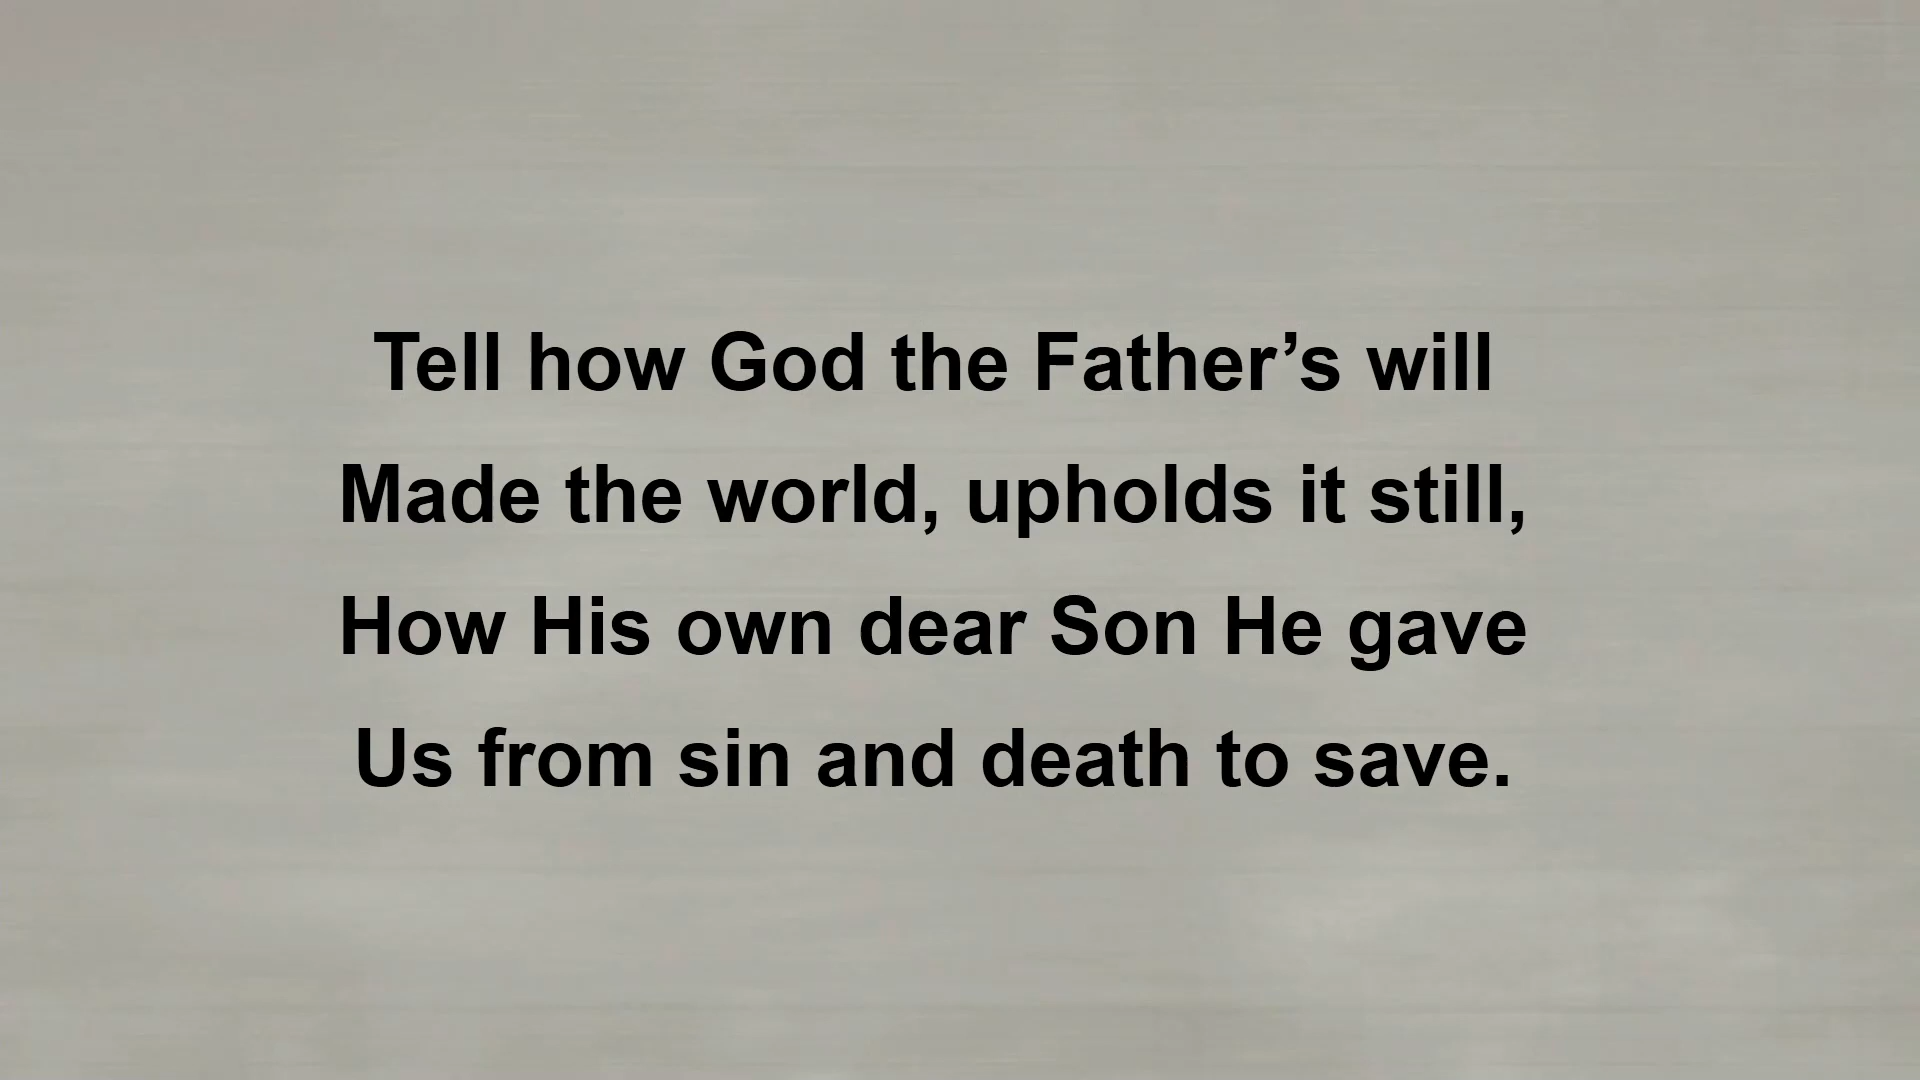 Tell how God the Father’s will
Made the world, upholds it still,
How His own dear Son He gave
Us from sin and death to save.